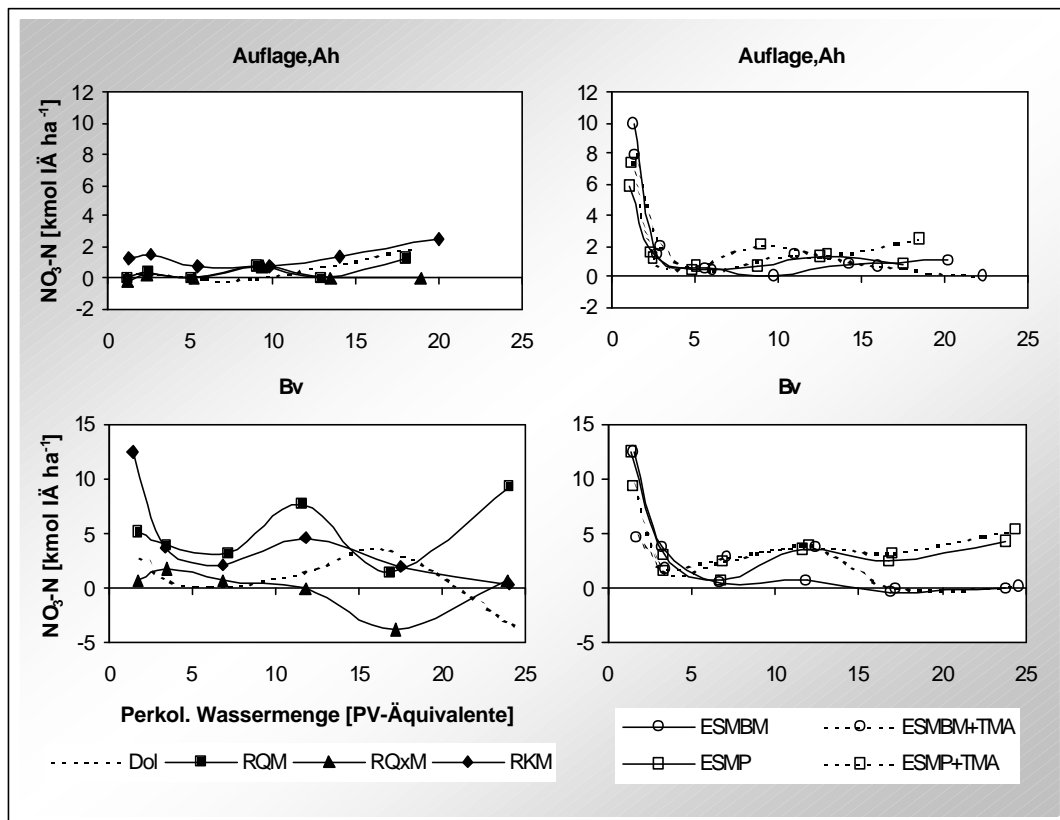 Auflage,Ah
NO₃-N [kmol IÄ ha⁻¹]
12
10
8
6
4
2
0
-2
0 5 10 15 20 25
Auflage,Ah
12
10
8
6
4
2
0
-2
0 5 10 15 20 25
Bv
NO₃-N [kmol IÄ ha⁻¹]
15
10
5
0
-5
0 5 10 15 20 25
Perkol. Wassermenge [PV-Äquivalente]
Dol RQM RQxM RKM
Bv
15
10
5
0
-5
0 5 10 15 20 25
ESMBM ESMBM+TMA
ESMP ESMP+TMA